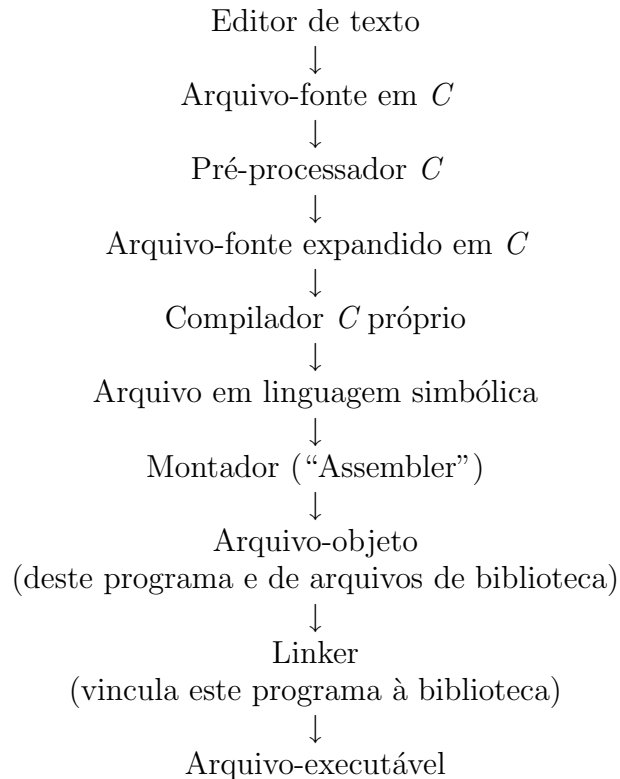 Editor de texto
↓
Arquivo-fonte em C
↓
Pré-processador C
↓
Arquivo-fonte expandido em C
↓
Compilador C próprio
↓
Arquivo em linguagem simbólica
↓
Montador (“Assembler”)
↓
Arquivo-objeto
(deste programa e de arquivos de biblioteca)
↓
Linker
(vincula este programa à biblioteca)
↓
Arquivo-executável